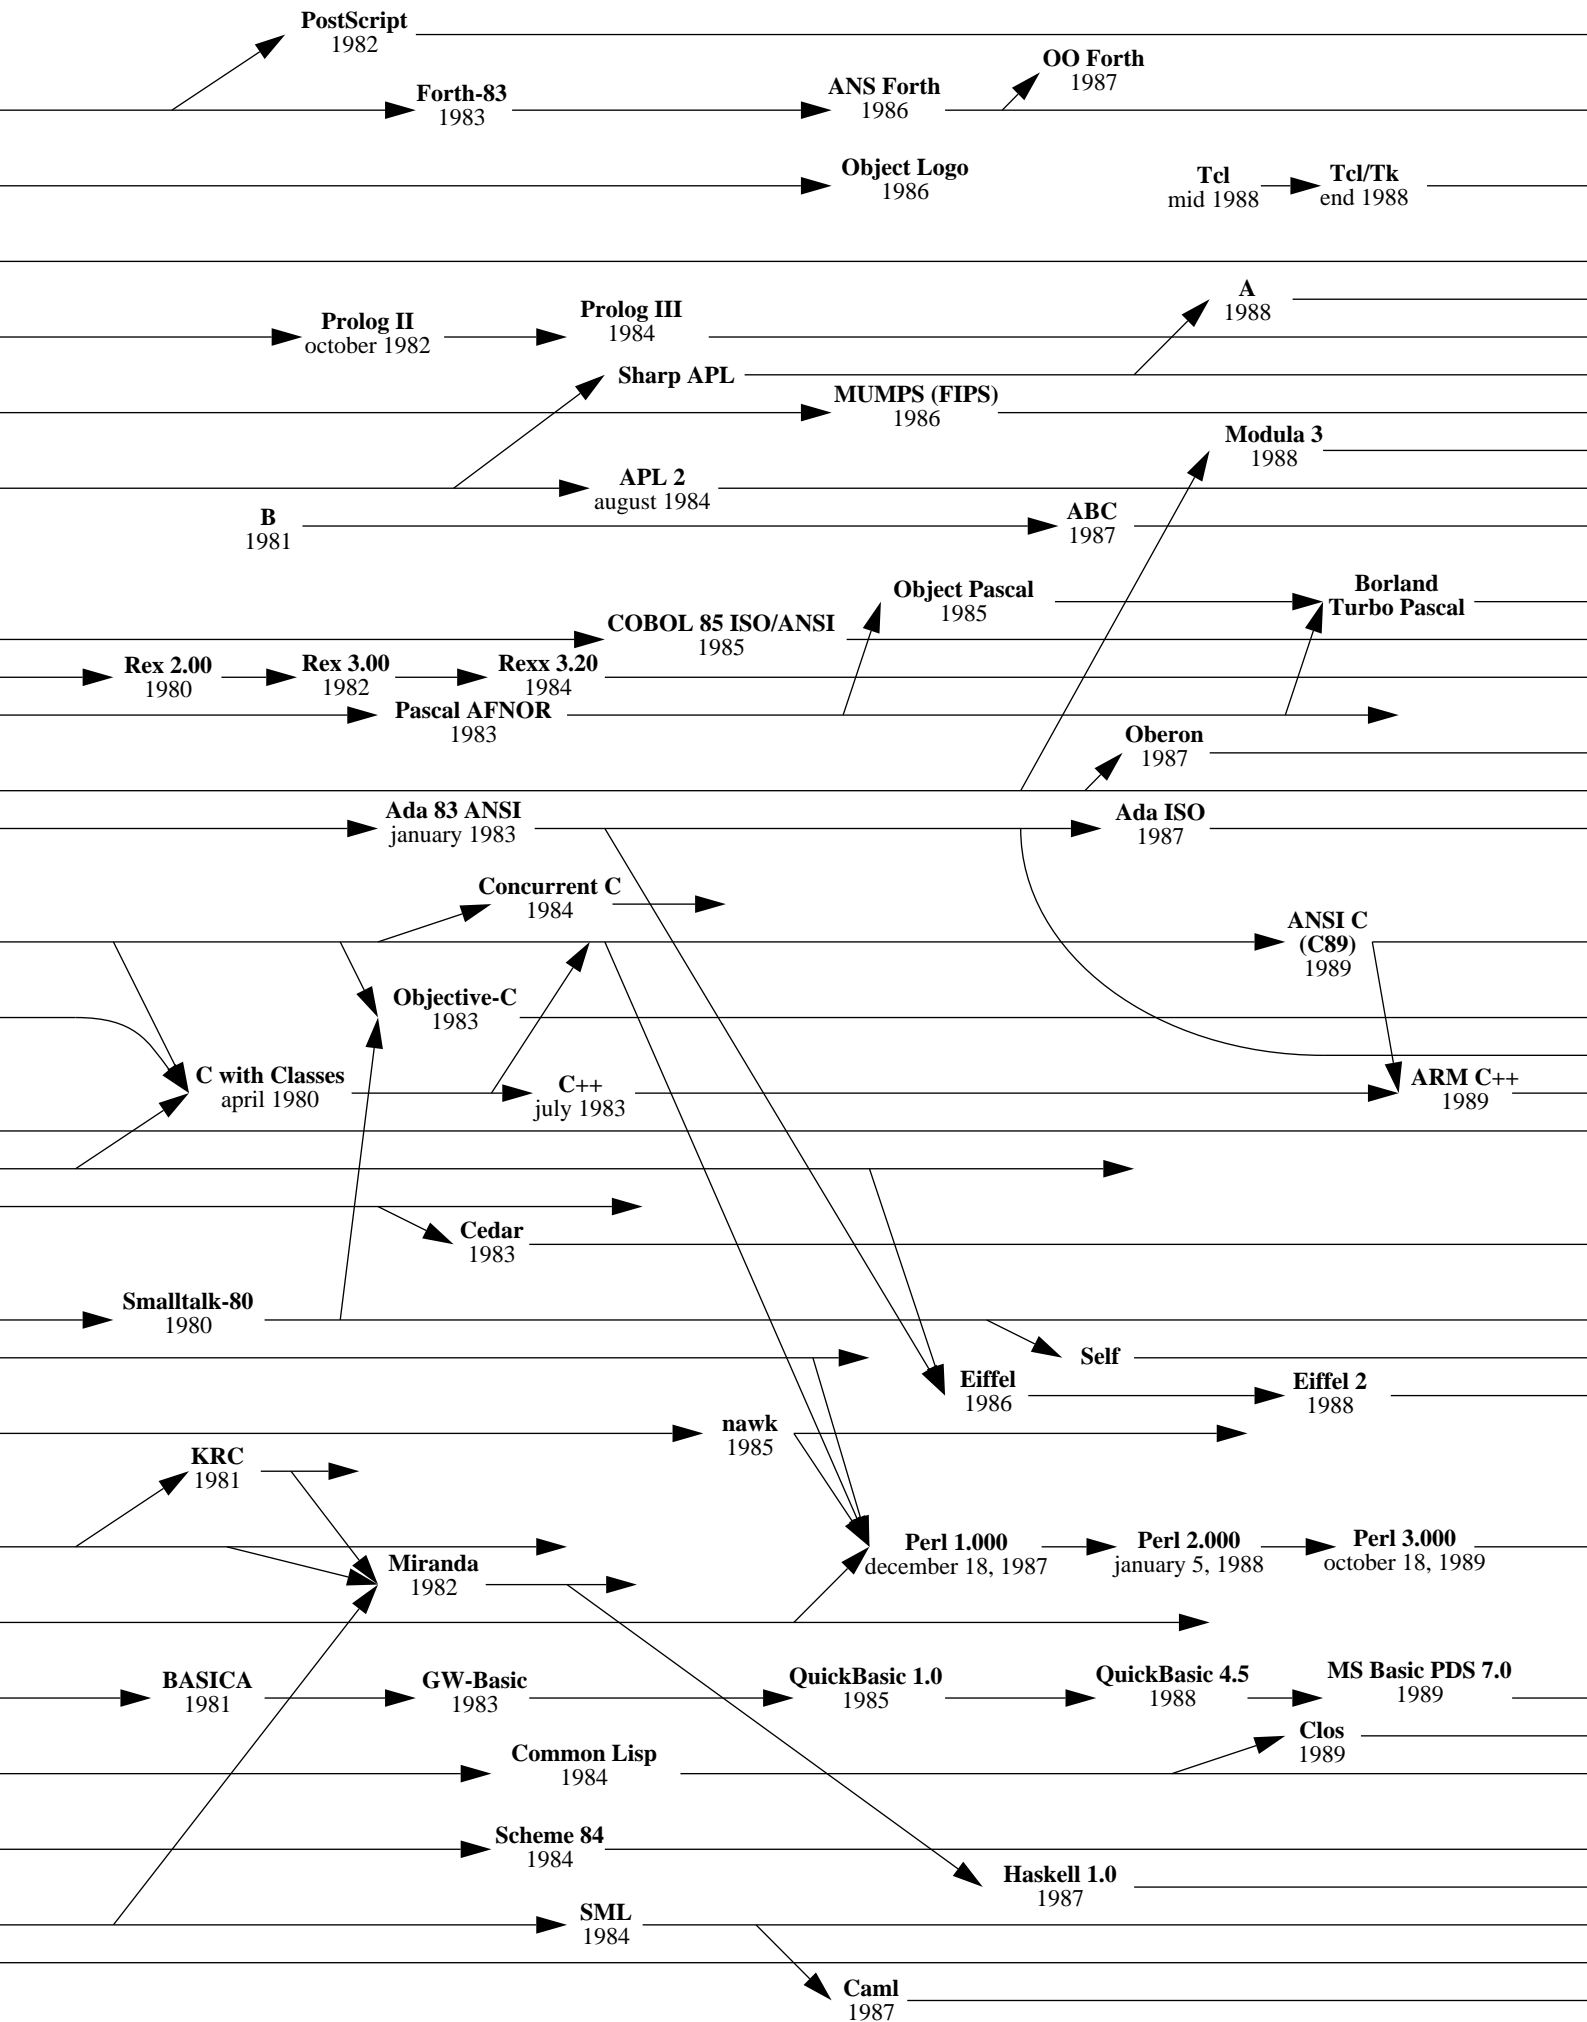 PostScript
1982
OO Forth
1987
Forth-83
1983
ANS Forth
1986
Object Logo
1986
Tcl
mid 1988
Tcl/Tk
end 1988
A
1988
Prolog II
october 1982
Prolog III
1984
Sharp APL
MUMPS (FIPS)
1986
Modula 3
1988
APL 2
august 1984
B
1981
ABC
1987
Object Pascal
1985
Borland
Turbo Pascal
COBOL 85 ISO/ANSI
1985
Rex 2.00
1980
Rex 3.00
1982
Rexx 3.20
1984
Pascal AFNOR
1983
Oberon
1987
Ada 83 ANSI
january 1983
Ada ISO
1987
Concurrent C
1984
ANSI C
(C89)
1989
Objective-C
1983
C with Classes
april 1980
C++
july 1983
ARM C++
1989
Cedar
1983
Smalltalk-80
1980
Self
Eiffel
1986
Eiffel 2
1988
nawk
1985
KRC
1981
Perl 1.000
december 18, 1987
Perl 2.000
january 5, 1988
Perl 3.000
october 18, 1989
Miranda
1982
BASICA
1981
GW-Basic
1983
QuickBasic 1.0
1985
QuickBasic 4.5
1988
MS Basic PDS 7.0
1989
Clos
1989
Common Lisp
1984
Scheme 84
1984
Haskell 1.0
1987
SML
1984
Caml
1987